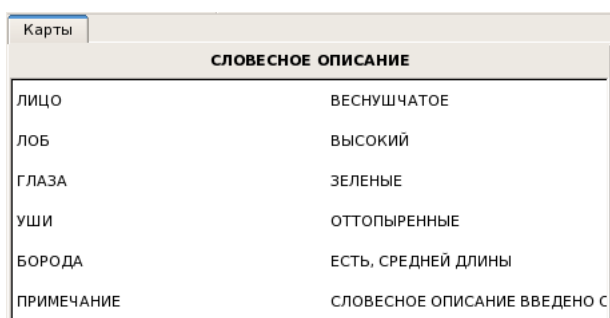 Карты
СЛОВЕСНОЕ ОПИСАНИЕ
ЛИЦО ВЕСНУШЧАТОЕ
ЛОБ ВЫСОКИЙ
ГЛАЗА ЗЕЛЕНЫЕ
УШИ ОТТОПЫРЕННЫЕ
БОРОДА ЕСТЬ, СРЕДНЕЙ ДЛИНЫ
ПРИМЕЧАНИЕ СЛОВЕСНОЕ ОПИСАНИЕ ВВЕДЕНО